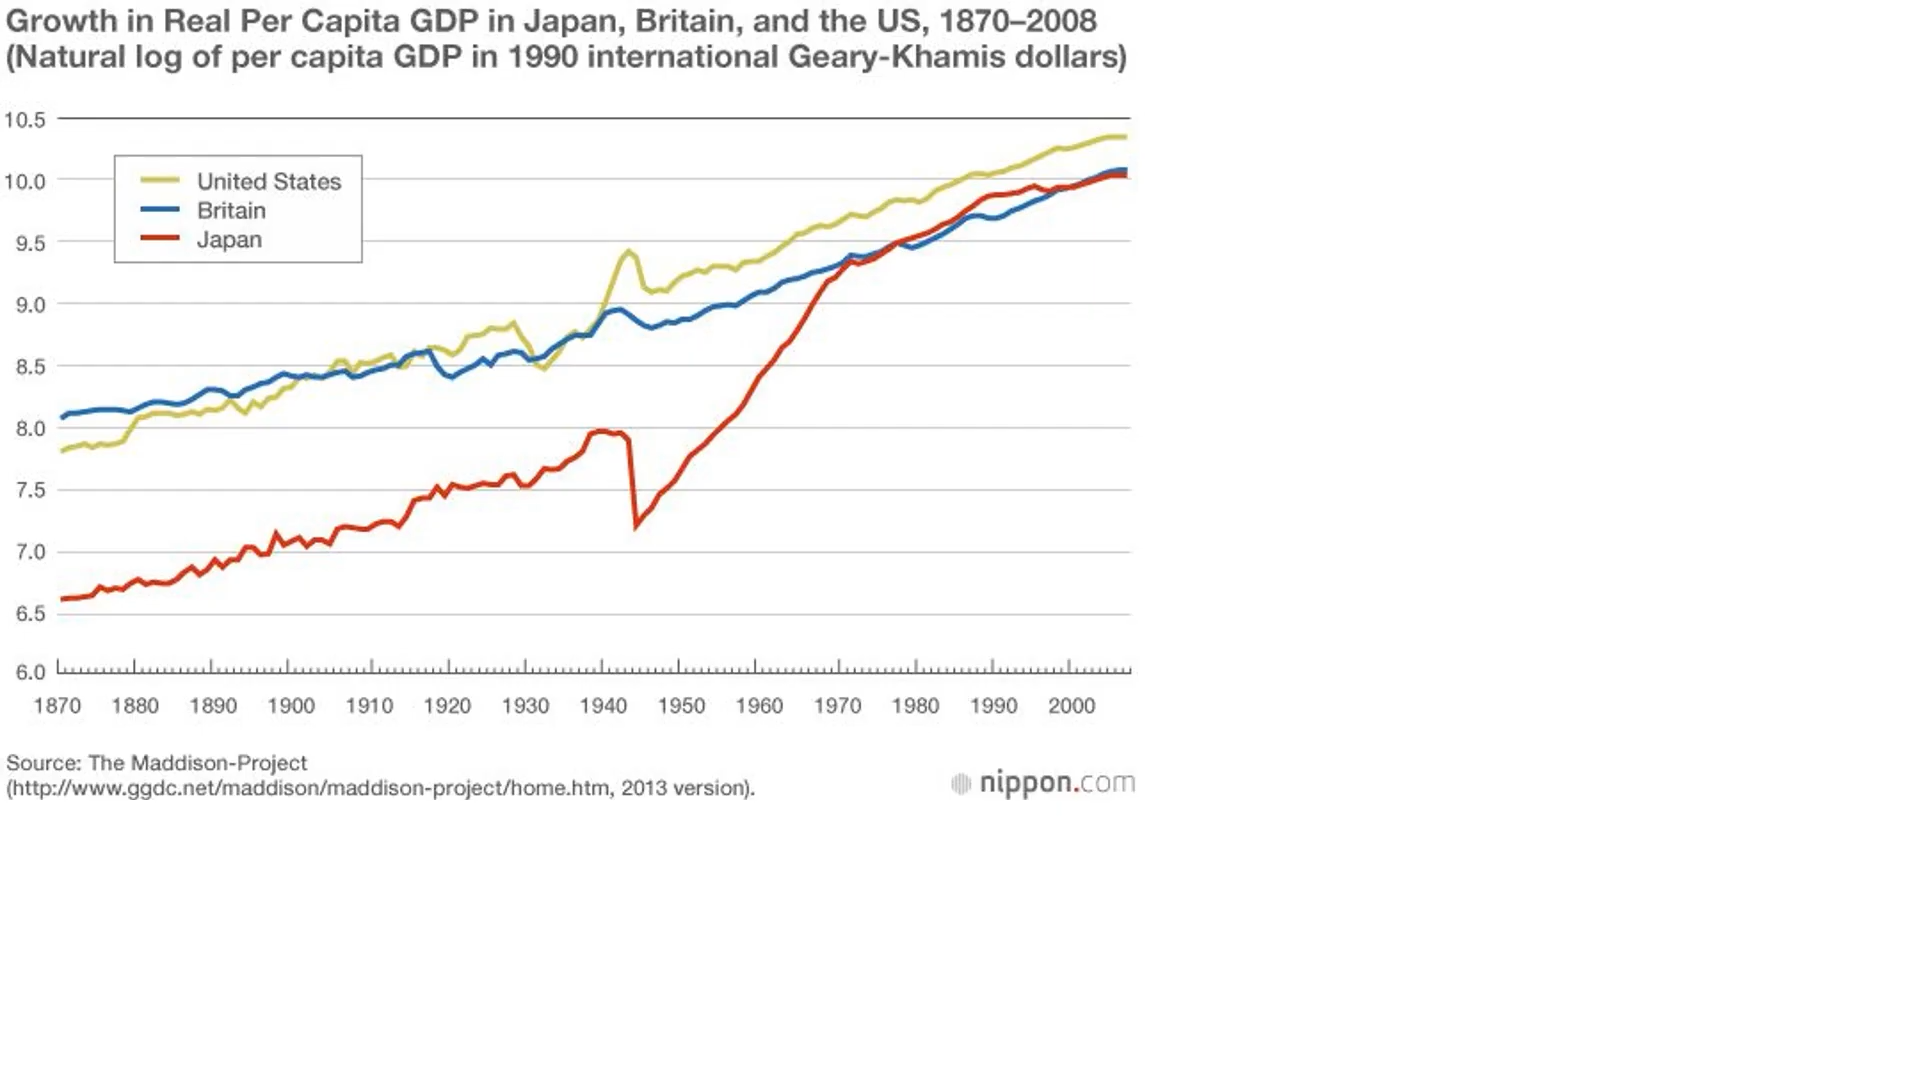 Growth in Real Per Capita GDP in Japan, Britain, and the US, 1870–2008
(Natural log of per capita GDP in 1990 international Geary-Khamis dollars)
10.5
10.0
9.5
9.0
8.5
8.0
7.5
7.0
6.5
6.0
United States
Britain
Japan
1870 1880 1890 1900 1910 1920 1930 1940 1950 1960 1970 1980 1990 2000
Source: The Maddison-Project
(http://www.ggdc.net/maddison/maddison-project/home.htm, 2013 version).
nippon.com